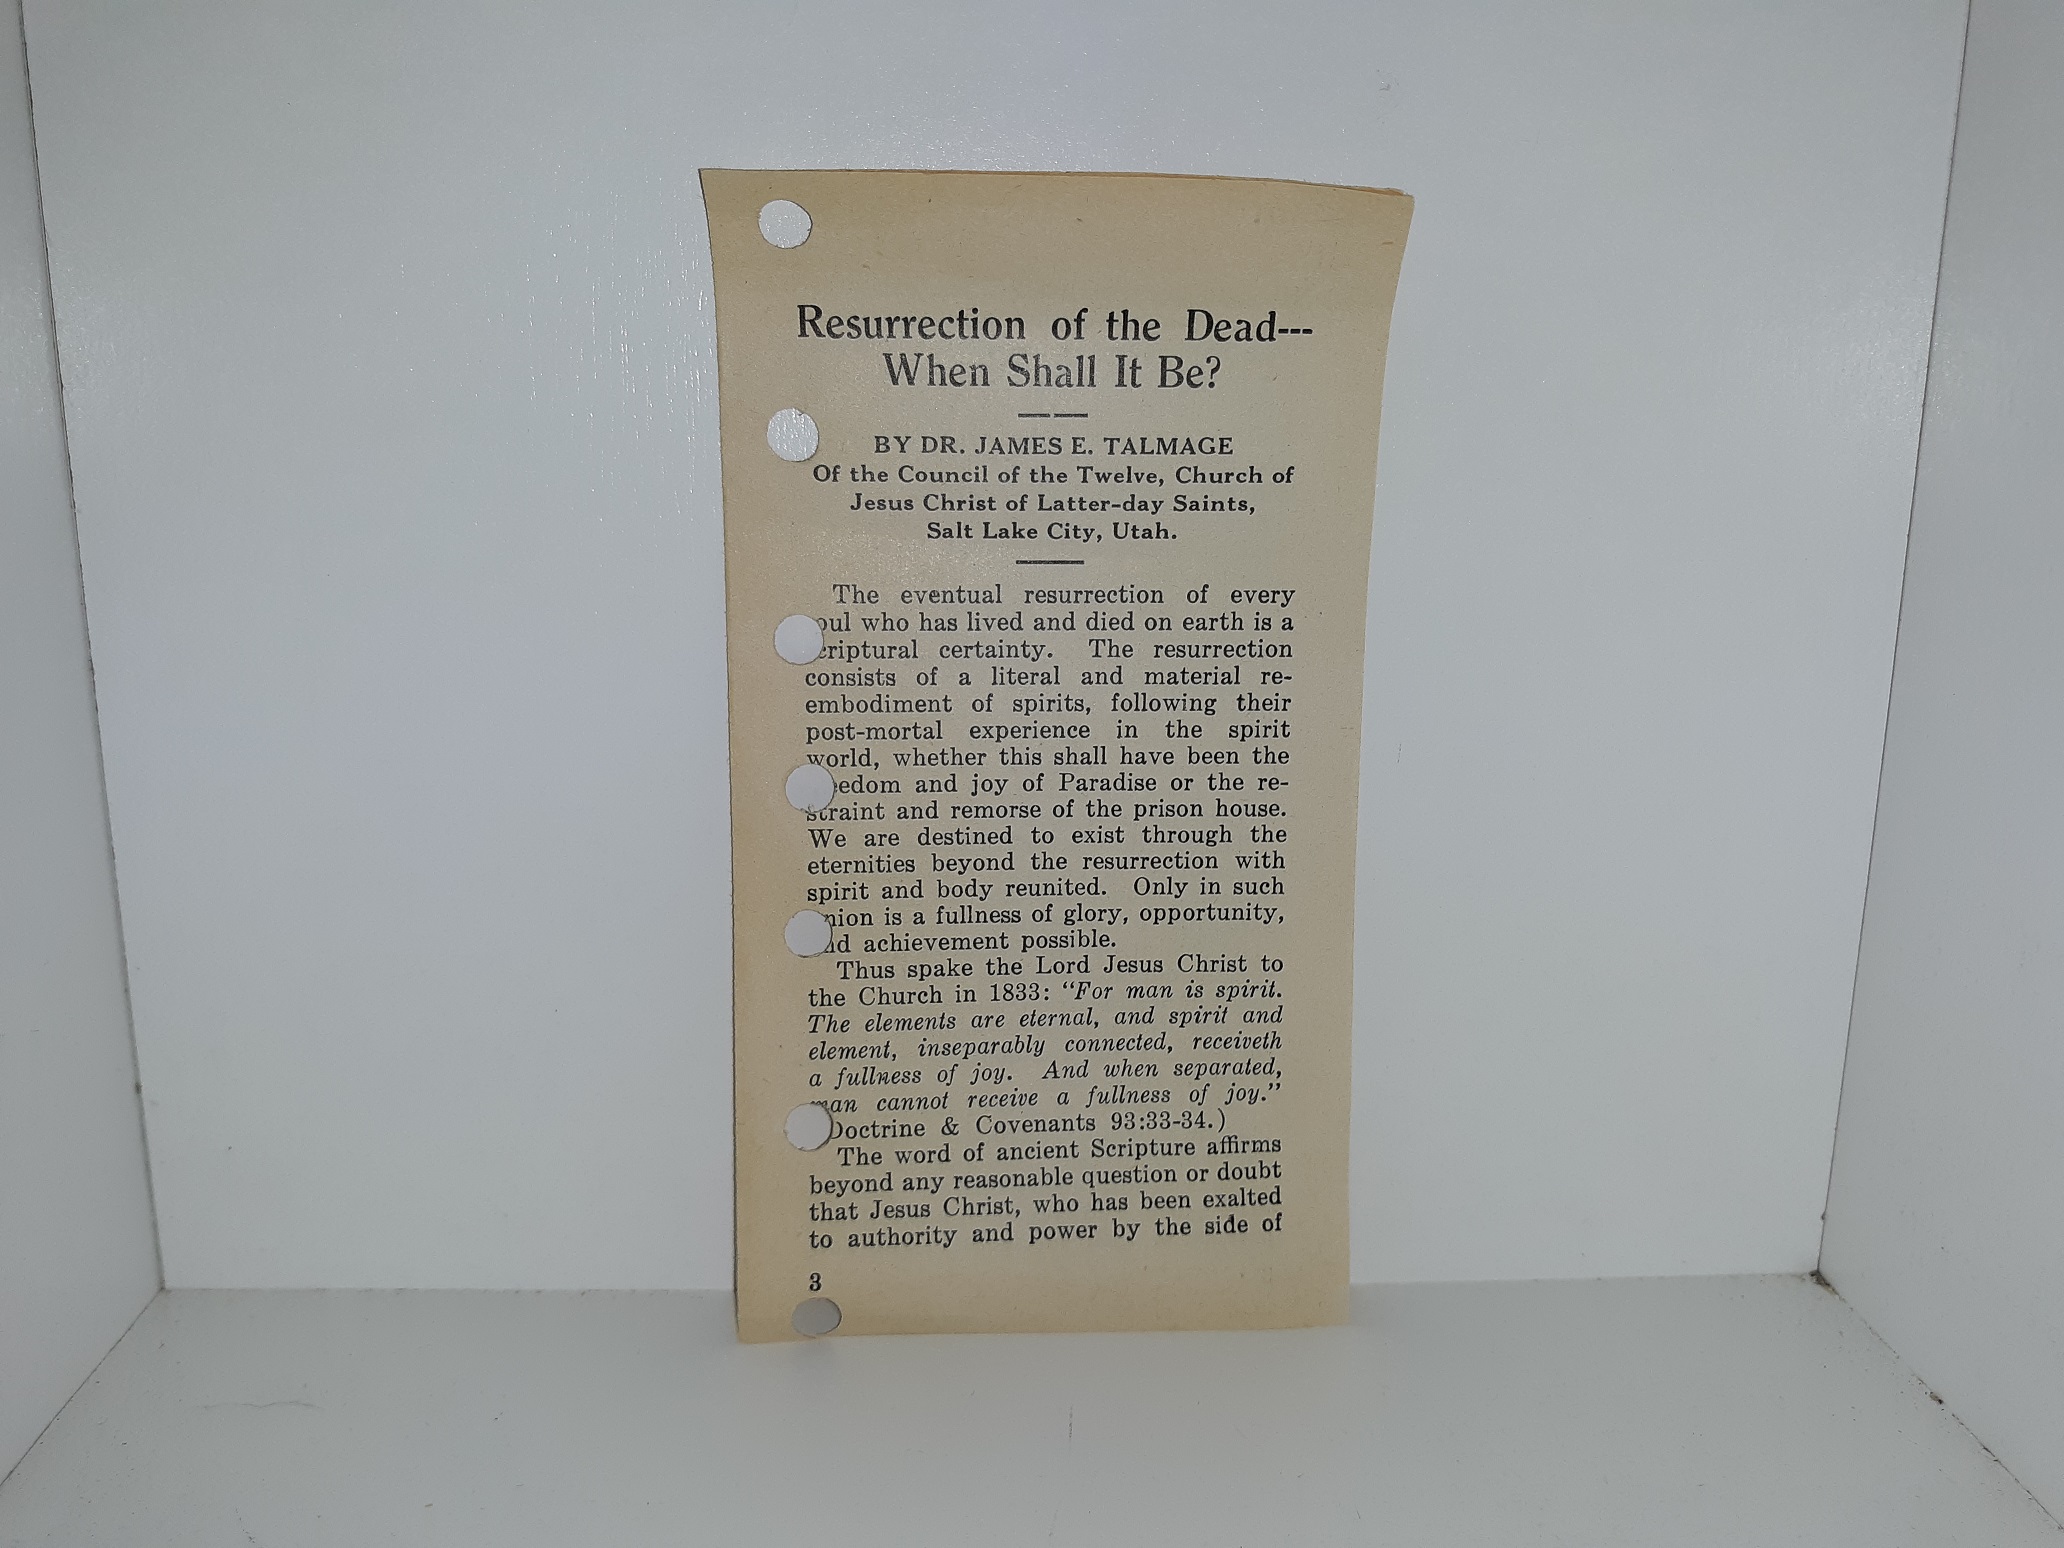 Resurrection of the Dead---
When Shall It Be?
BY DR. JAMES E. TALMAGE
Of the Council of the Twelve, Church of
Jesus Christ of Latter-day Saints,
Salt Lake City, Utah.
The eventual resurrection of every
oul who has lived and died on earth is a
criptural certainty. The resurrection
consists of a literal and material re-
embodiment of spirits, following their
post-mortal experience in the spirit
world, whether this shall have been the
eedom and joy of Paradise or the re-
straint and remorse of the prison house.
We are destined to exist through the
eternities beyond the resurrection with
spirit and body reunited. Only in such
nion is a fullness of glory, opportunity,
and achievement possible.
Thus spake the Lord Jesus Christ to
the Church in 1833: “For man is spirit.
The elements are eternal, and spirit and
element, inseparably connected, receiveth
a fullness of joy. And when separated,
man cannot receive a fullness of joy.”
Doctrine & Covenants 93:33-34.)
The word of ancient Scripture affirms
beyond any reasonable question or doubt
that Jesus Christ, who has been exalted
to authority and power by the side of
3